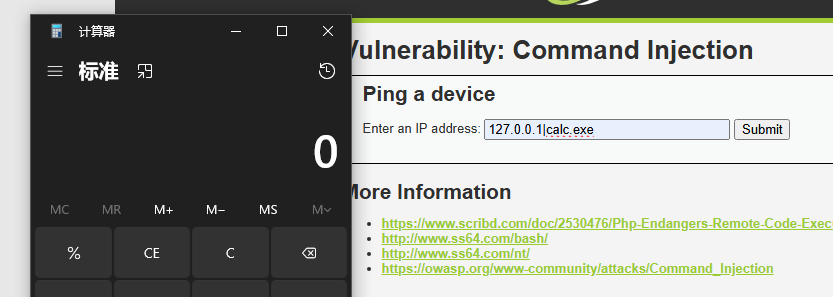 计算器
标准
0
MC MR M+ M− MS M˅
% CE C
Vulnerability: Command Injection
Ping a device
Enter an IP address: 127.0.0.1|calc.exe Submit
More Information
https://www.scribd.com/doc/2530476/Php-Endangers-Remote-Code-Exec
http://www.ss64.com/bash/
http://www.ss64.com/nt/
https://owasp.org/www-community/attacks/Command_Injection